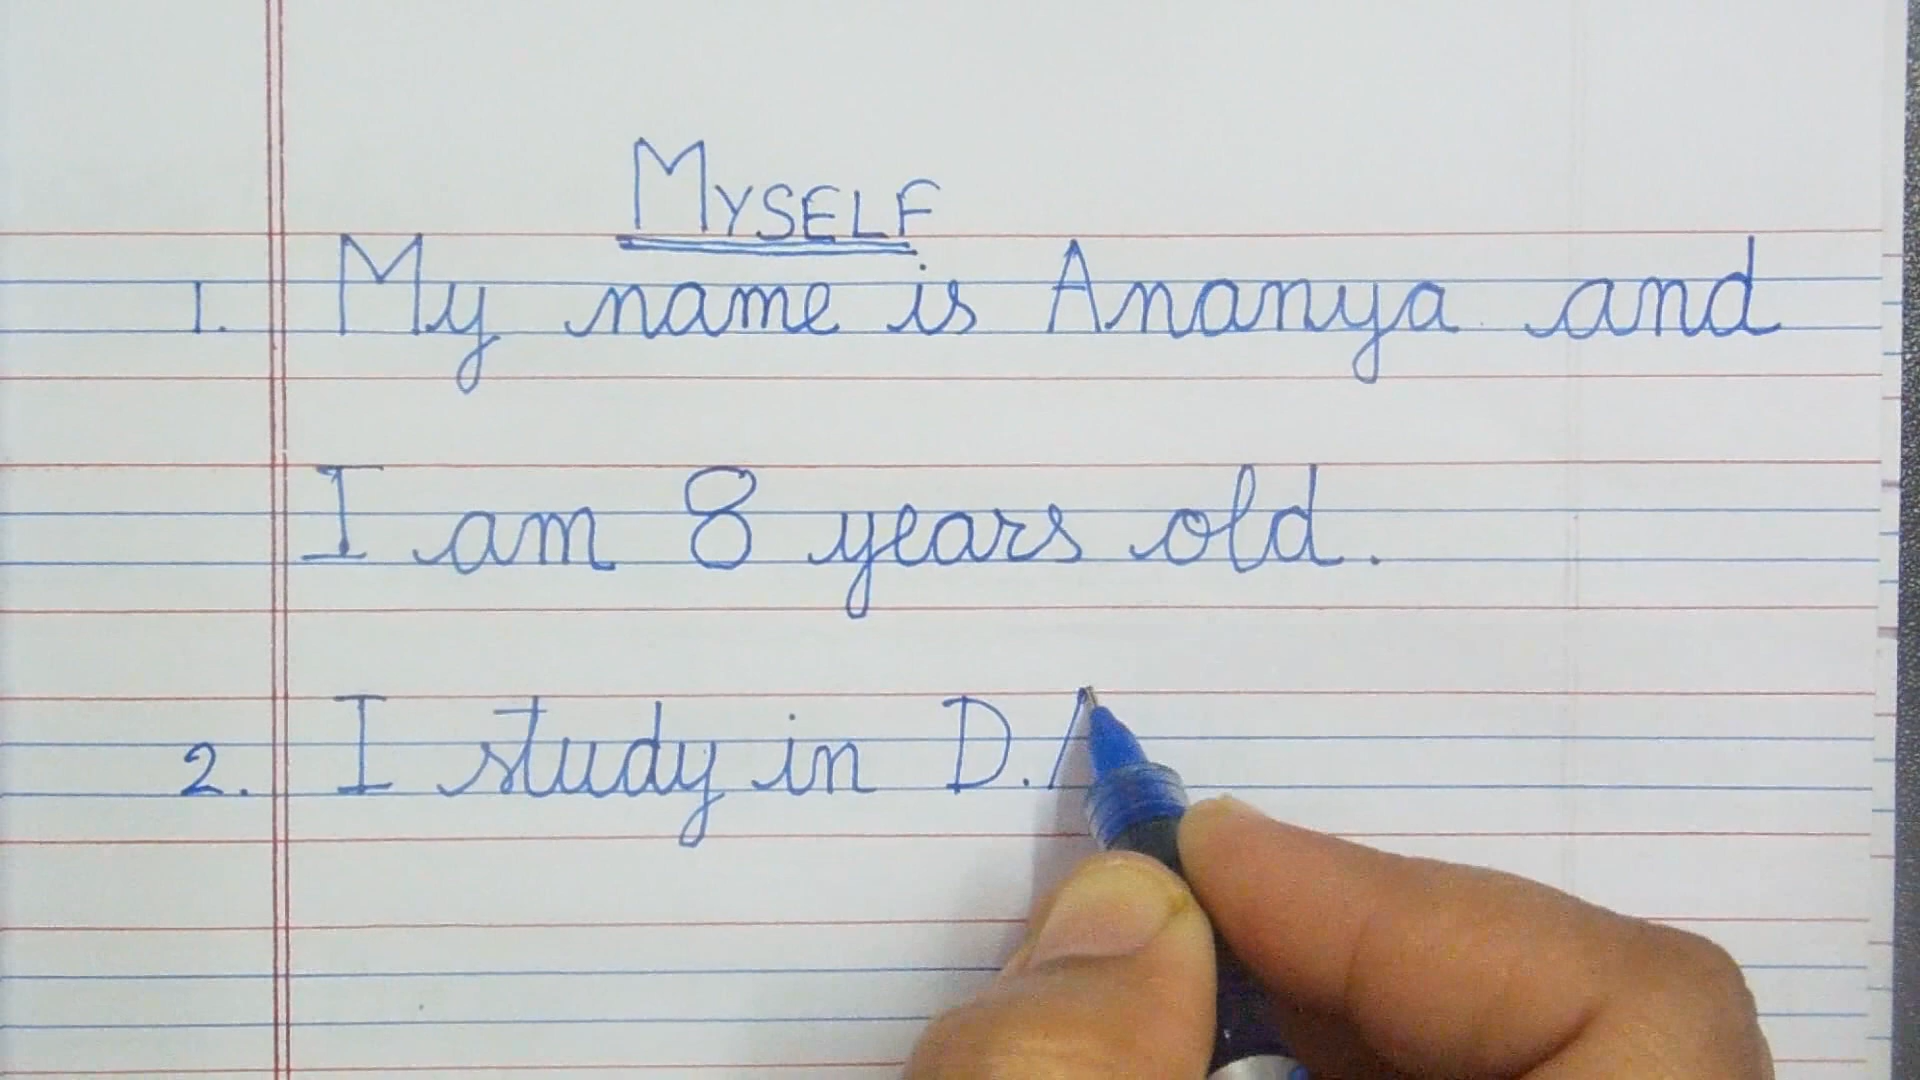 MYSELF
1. My name is Ananya and
I am 8 years old.
2. I study in D.